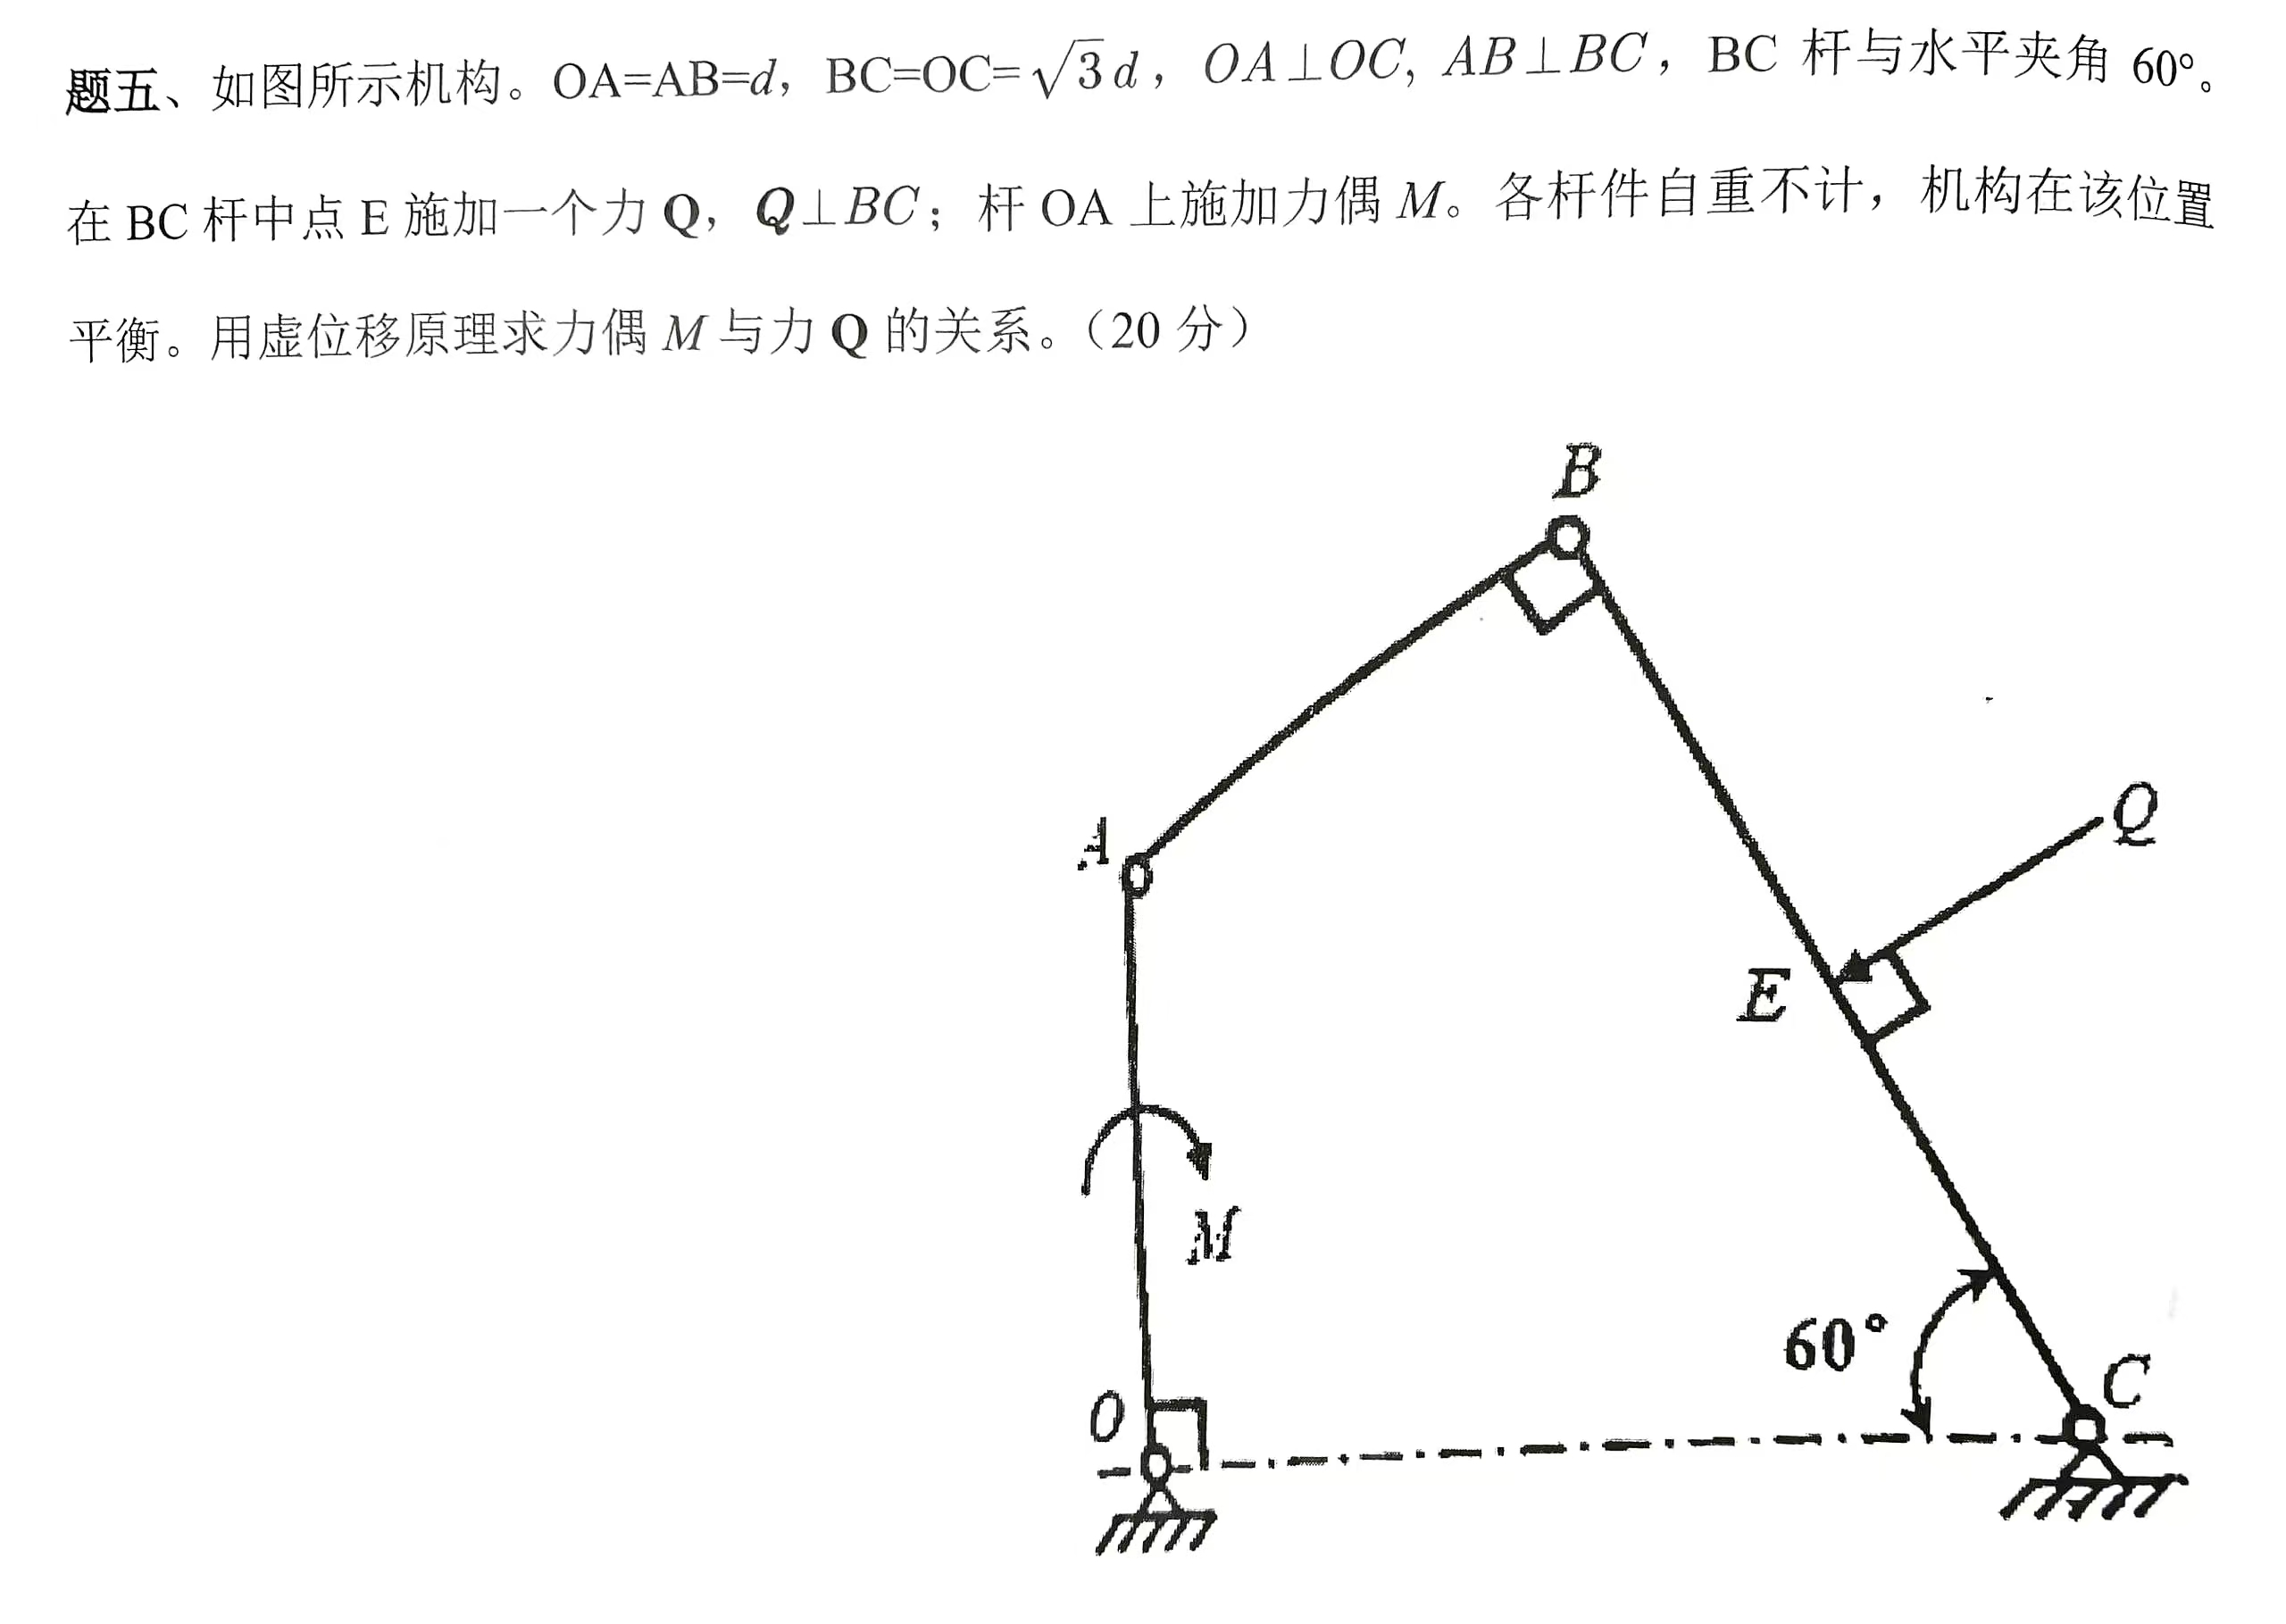 题五、如图所示机构。OA=AB=d，BC=OC=√3d，OA⊥OC, AB⊥BC，BC 杆与水平夹角 60°。
在 BC 杆中点 E 施加一个力 Q，Q⊥BC；杆 OA 上施加力偶 M。各杆件自重不计，机构在该位置
平衡。用虚位移原理求力偶 M 与力 Q 的关系。（20 分）
B
Q
A
E
M
60°
C
O